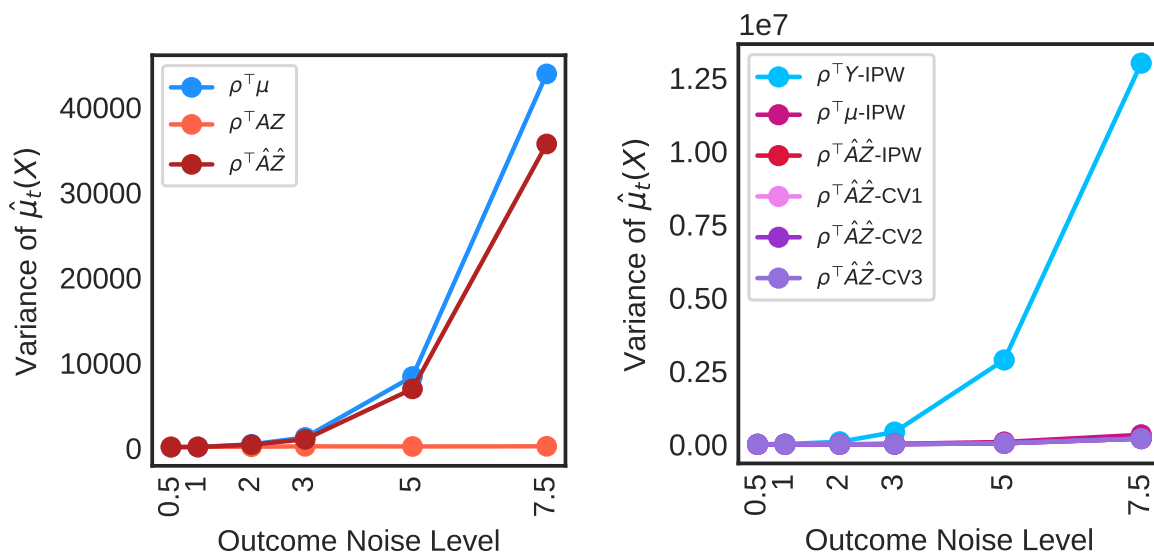 Variance of μ̂ₜ(X)
40000
30000
20000
10000
0
ρ⊤μ
ρ⊤AZ
ρ⊤ÂẐ
0.5
1
2
3
5
7.5
Outcome Noise Level
1e7
Variance of μ̂ₜ(X)
1.25
1.00
0.75
0.50
0.25
0.00
ρ⊤Y-IPW
ρ⊤μ-IPW
ρ⊤ÂẐ-IPW
ρ⊤ÂẐ-CV1
ρ⊤ÂẐ-CV2
ρ⊤ÂẐ-CV3
0.5
1
2
3
5
7.5
Outcome Noise Level